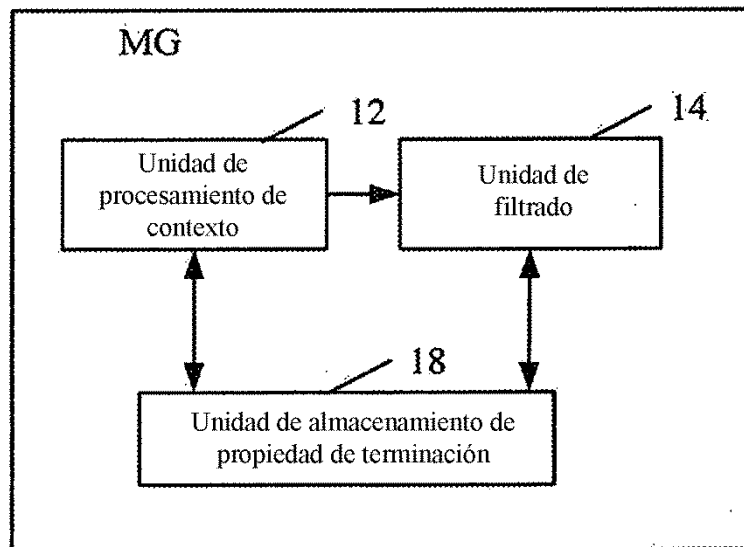 MG
12
14
Unidad de
procesamiento de
contexto
Unidad de
filtrado
18
Unidad de almacenamiento de
propiedad de terminación